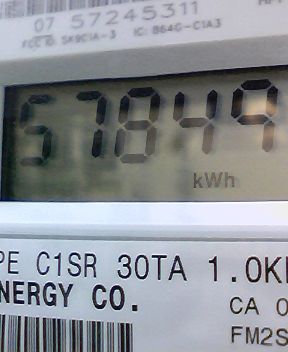 07 57245311
FCC ID: SK9C1A-3 IC: 864G-C1A3
57849
kWh
PE C1SR 30TA 1.0K
NERGY CO.
CA 0
FM2S